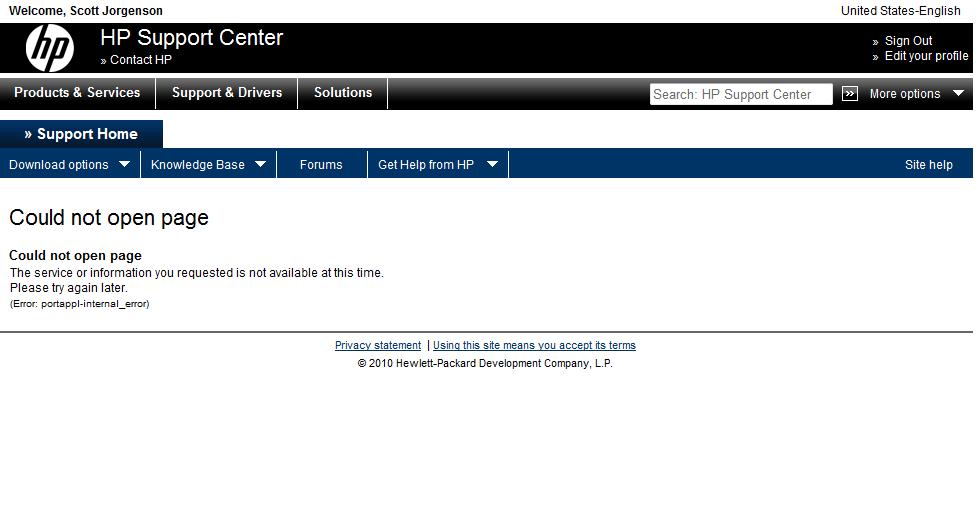 Welcome, Scott Jorgenson
United States-English
hp
HP Support Center
» Contact HP
» Sign Out
» Edit your profile
Products & Services
Support & Drivers
Solutions
Search: HP Support Center
»
More options
» Support Home
Download options
Knowledge Base
Forums
Get Help from HP
Site help
Could not open page
Could not open page
The service or information you requested is not available at this time.
Please try again later.
(Error: portappl-internal_error)
Privacy statement | Using this site means you accept its terms
© 2010 Hewlett-Packard Development Company, L.P.